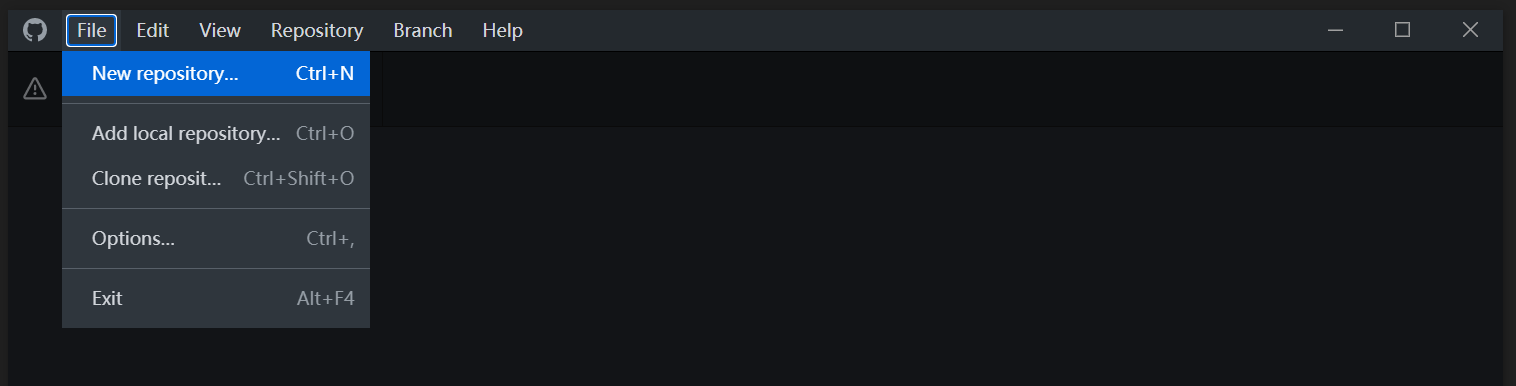 File Edit View Repository Branch Help
New repository... Ctrl+N
Add local repository... Ctrl+O
Clone reposit... Ctrl+Shift+O
Options... Ctrl+,
Exit Alt+F4